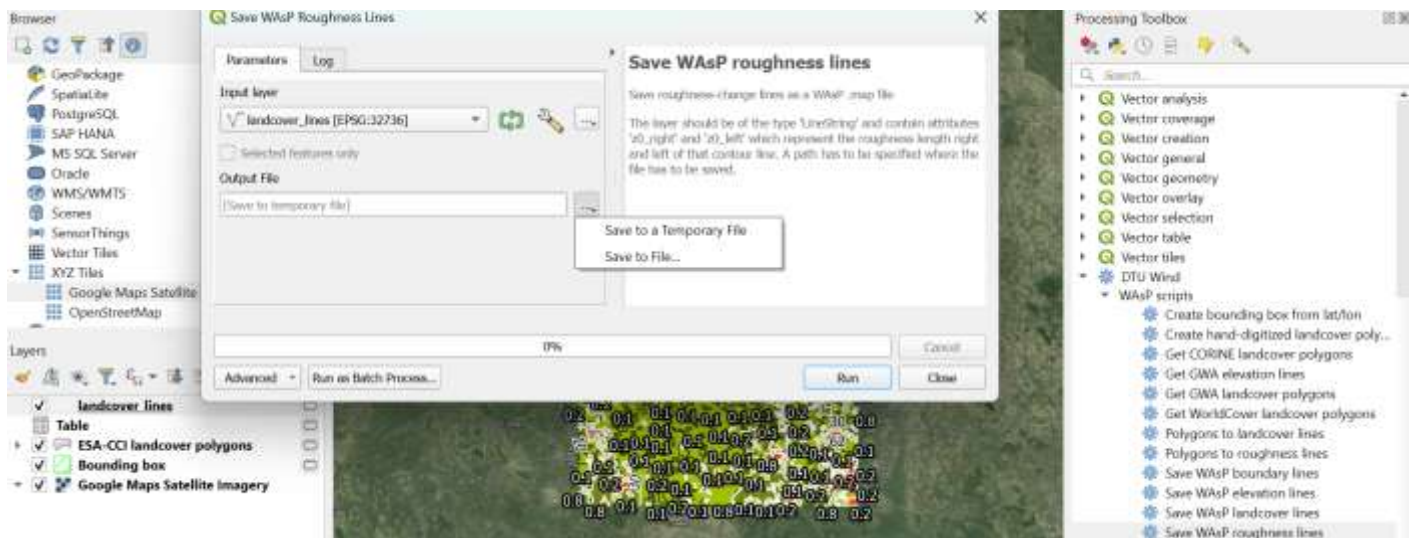 Browser
GeoPackage
SpatiaLite
PostgreSQL
SAP HANA
MS SQL Server
Oracle
WMS/WMTS
Scenes
SensorThings
Vector Tiles
XYZ Tiles
Google Maps Satellite
OpenStreetMap
Layers
landcover_lines
Table
ESA-CCI landcover polygons
Bounding box
Google Maps Satellite Imagery
Save WAsP Roughness Lines
Parameters
Log
Input layer
landcover_lines [EPSG:32736]
Selected features only
Output File
[Save to temporary file]
Save to a Temporary File
Save to File...
Save WAsP roughness lines
Save roughness-change lines as a WAsP .map file
The layer should be of the type 'LineString' and contain attributes
'z0_right' and 'z0_left' which represent the roughness length right
and left of that contour line. A path has to be specified where the
file has to be saved.
0%
Cancel
Advanced
Run as Batch Process...
Run
Close
Processing Toolbox
Search...
Vector analysis
Vector coverage
Vector creation
Vector general
Vector geometry
Vector overlay
Vector selection
Vector table
Vector tiles
DTU Wind
WAsP scripts
Create bounding box from lat/lon
Create hand-digitized landcover poly...
Get CORINE landcover polygons
Get GWA elevation lines
Get GWA landcover polygons
Get WorldCover landcover polygons
Polygons to landcover lines
Polygons to roughness lines
Save WAsP boundary lines
Save WAsP elevation lines
Save WAsP landcover lines
Save WAsP roughness lines